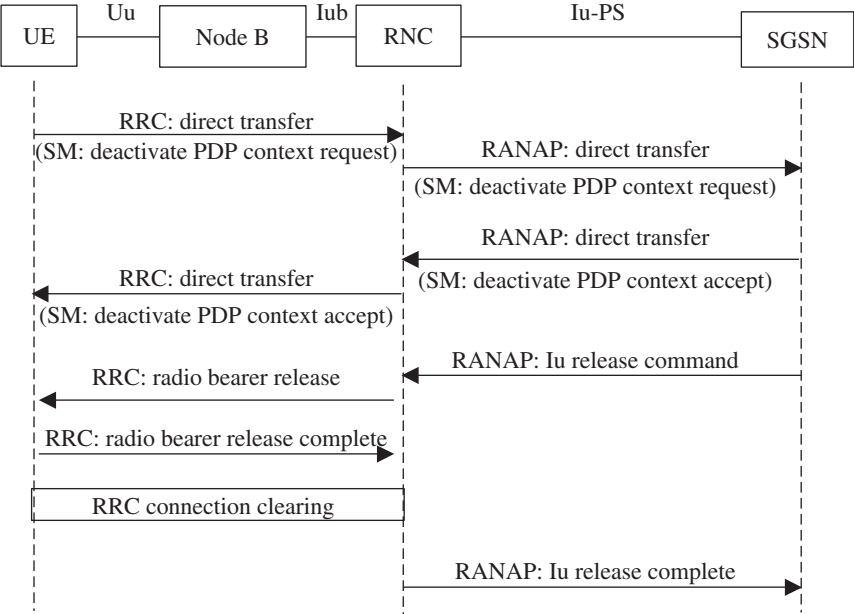 Uu
Iub
Iu-PS
UE
Node B
RNC
SGSN
RRC: direct transfer
(SM: deactivate PDP context request)
RANAP: direct transfer
(SM: deactivate PDP context request)
RANAP: direct transfer
(SM: deactivate PDP context accept)
RRC: direct transfer
(SM: deactivate PDP context accept)
RANAP: Iu release command
RRC: radio bearer release
RRC: radio bearer release complete
RRC connection clearing
RANAP: Iu release complete